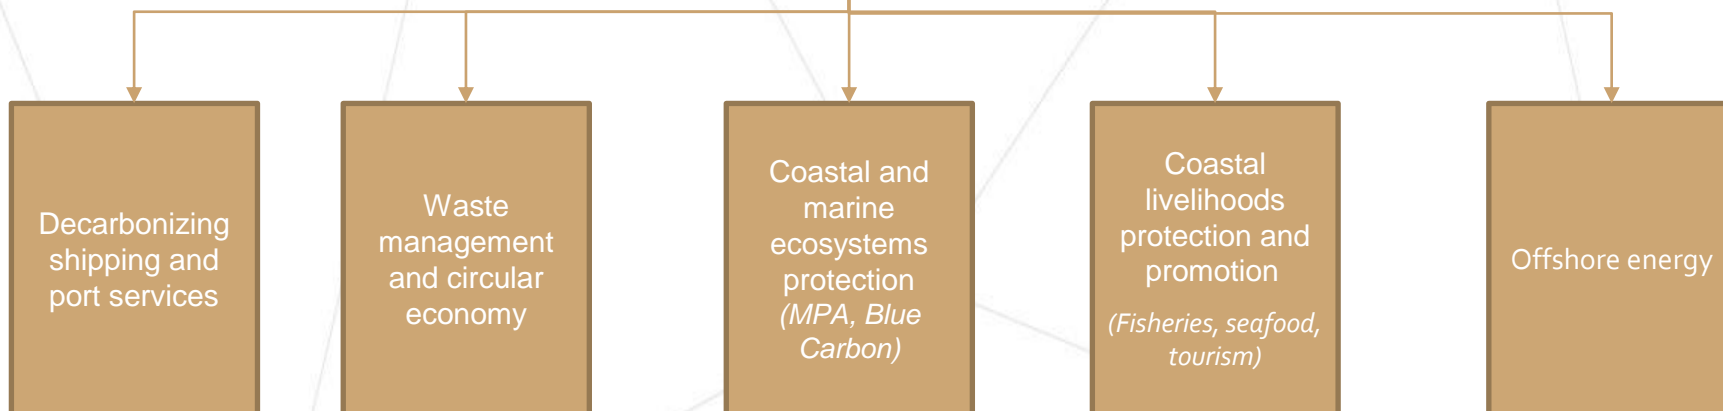 Decarbonizing
shipping and
port services
Waste
management
and circular
economy
Coastal and
marine
ecosystems
protection
(MPA, Blue
Carbon)
Coastal
livelihoods
protection and
promotion
(Fisheries, seafood,
tourism)
Offshore energy